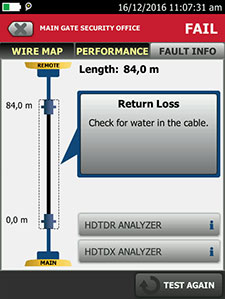 16/12/2016 11:07:31 am
MAIN GATE SECURITY OFFICE
FAIL
WIRE MAP
PERFORMANCE
FAULT INFO
REMOTE
Length: 84,0 m
84,0 m
Return Loss
Check for water in the cable.
0,0 m
HDTDR ANALYZER
HDTDX ANALYZER
MAIN
TEST AGAIN